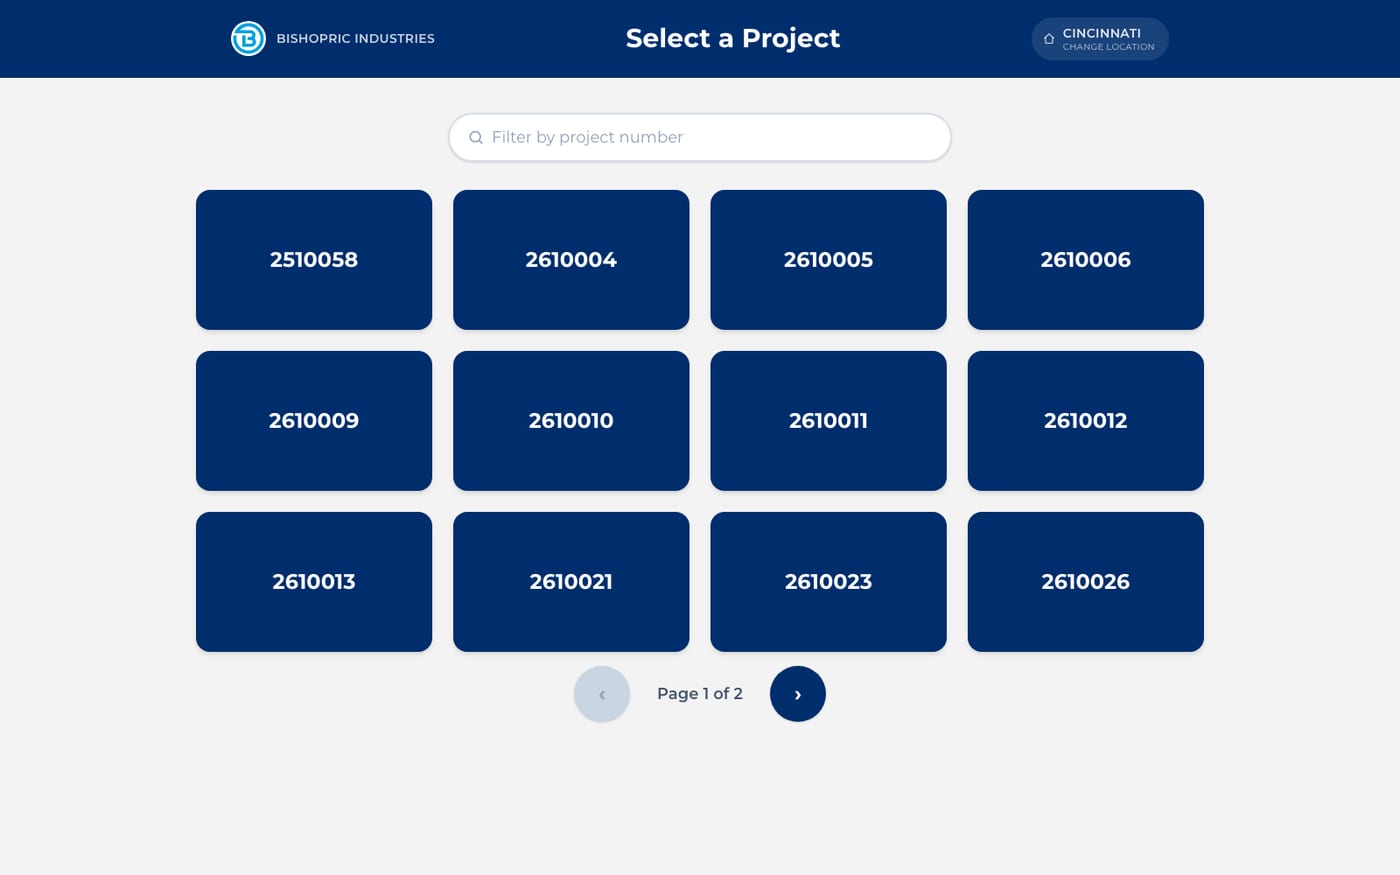 BISHOPRIC INDUSTRIES
Select a Project
CINCINNATI
CHANGE LOCATION
Filter by project number
2510058
2610004
2610005
2610006
2610009
2610010
2610011
2610012
2610013
2610021
2610023
2610026
‹ Page 1 of 2 ›